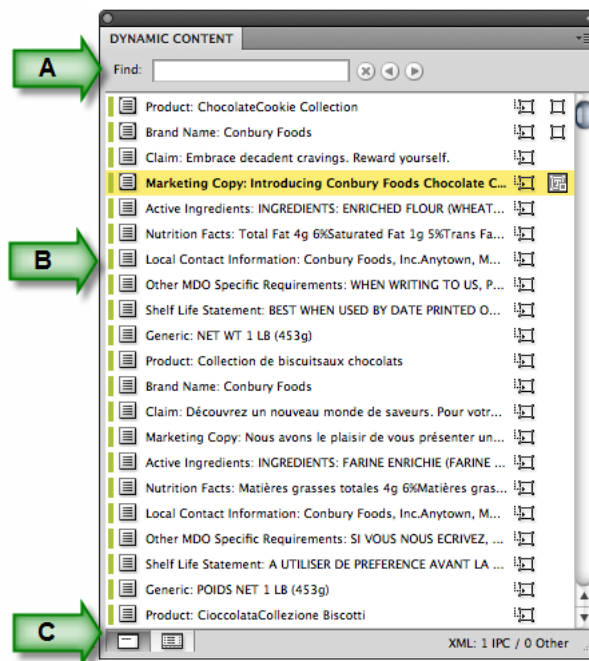 DYNAMIC CONTENT
A
Find:
Product: ChocolateCookie Collection
Brand Name: Conbury Foods
Claim: Embrace decadent cravings. Reward yourself.
Marketing Copy: Introducing Conbury Foods Chocolate C...
Active Ingredients: INGREDIENTS: ENRICHED FLOUR (WHEAT...
Nutrition Facts: Total Fat 4g 6%Saturated Fat 1g 5%Trans Fa...
B
Local Contact Information: Conbury Foods, Inc.Anytown, M...
Other MDO Specific Requirements: WHEN WRITING TO US, P...
Shelf Life Statement: BEST WHEN USED BY DATE PRINTED O...
Generic: NET WT 1 LB (453g)
Product: Collection de biscuitsaux chocolats
Brand Name: Conbury Foods
Claim: Découvrez un nouveau monde de saveurs. Pour votr...
Marketing Copy: Nous avons le plaisir de vous présenter un...
Active Ingredients: INGREDIENTS: FARINE ENRICHIE (FARINE ...
Nutrition Facts: Matières grasses totales 4g 6%Matières gras...
Local Contact Information: Conbury Foods, Inc.Anytown, M...
Other MDO Specific Requirements: SI VOUS NOUS ECRIVEZ, ...
Shelf Life Statement: A UTILISER DE PREFERENCE AVANT LA ...
Generic: POIDS NET 1 LB (453g)
Product: CioccolataCollezione Biscotti
C
XML: 1 IPC / 0 Other